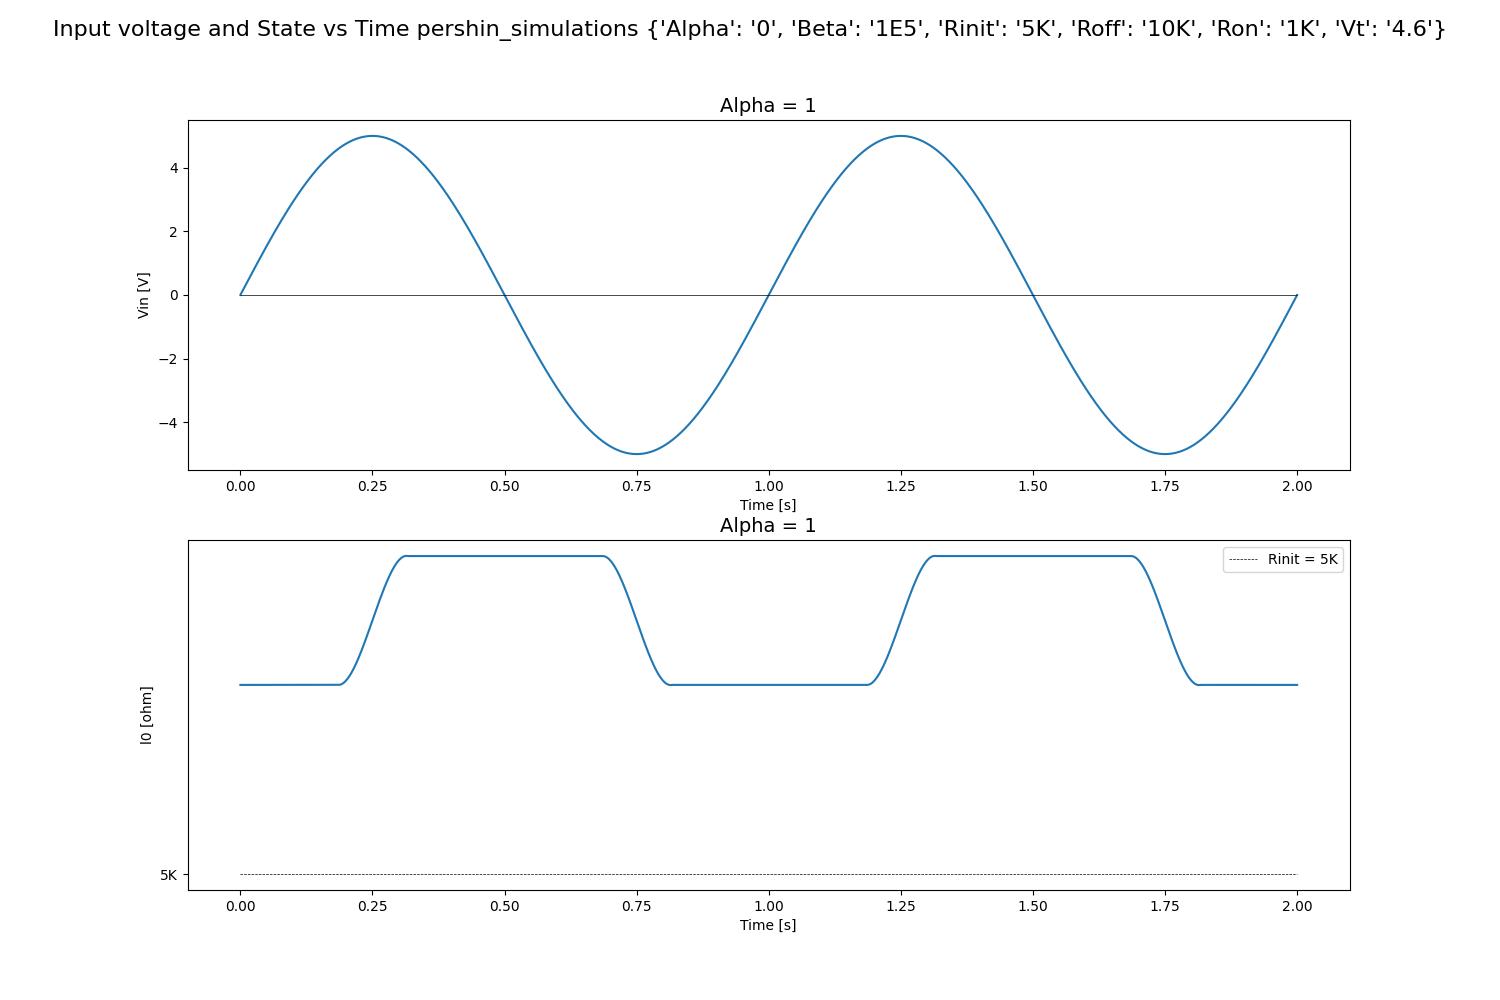 Input voltage and State vs Time pershin_simulations {'Alpha': '0', 'Beta': '1E5', 'Rinit': '5K', 'Roff': '10K', 'Ron': '1K', 'Vt': '4.6'}
Alpha = 1
4
2
0
−2
−4
Vin [V]
0.00 0.25 0.50 0.75 1.00 1.25 1.50 1.75 2.00
Time [s]
Alpha = 1
Rinit = 5K
l0 [ohm]
5K
0.00 0.25 0.50 0.75 1.00 1.25 1.50 1.75 2.00
Time [s]